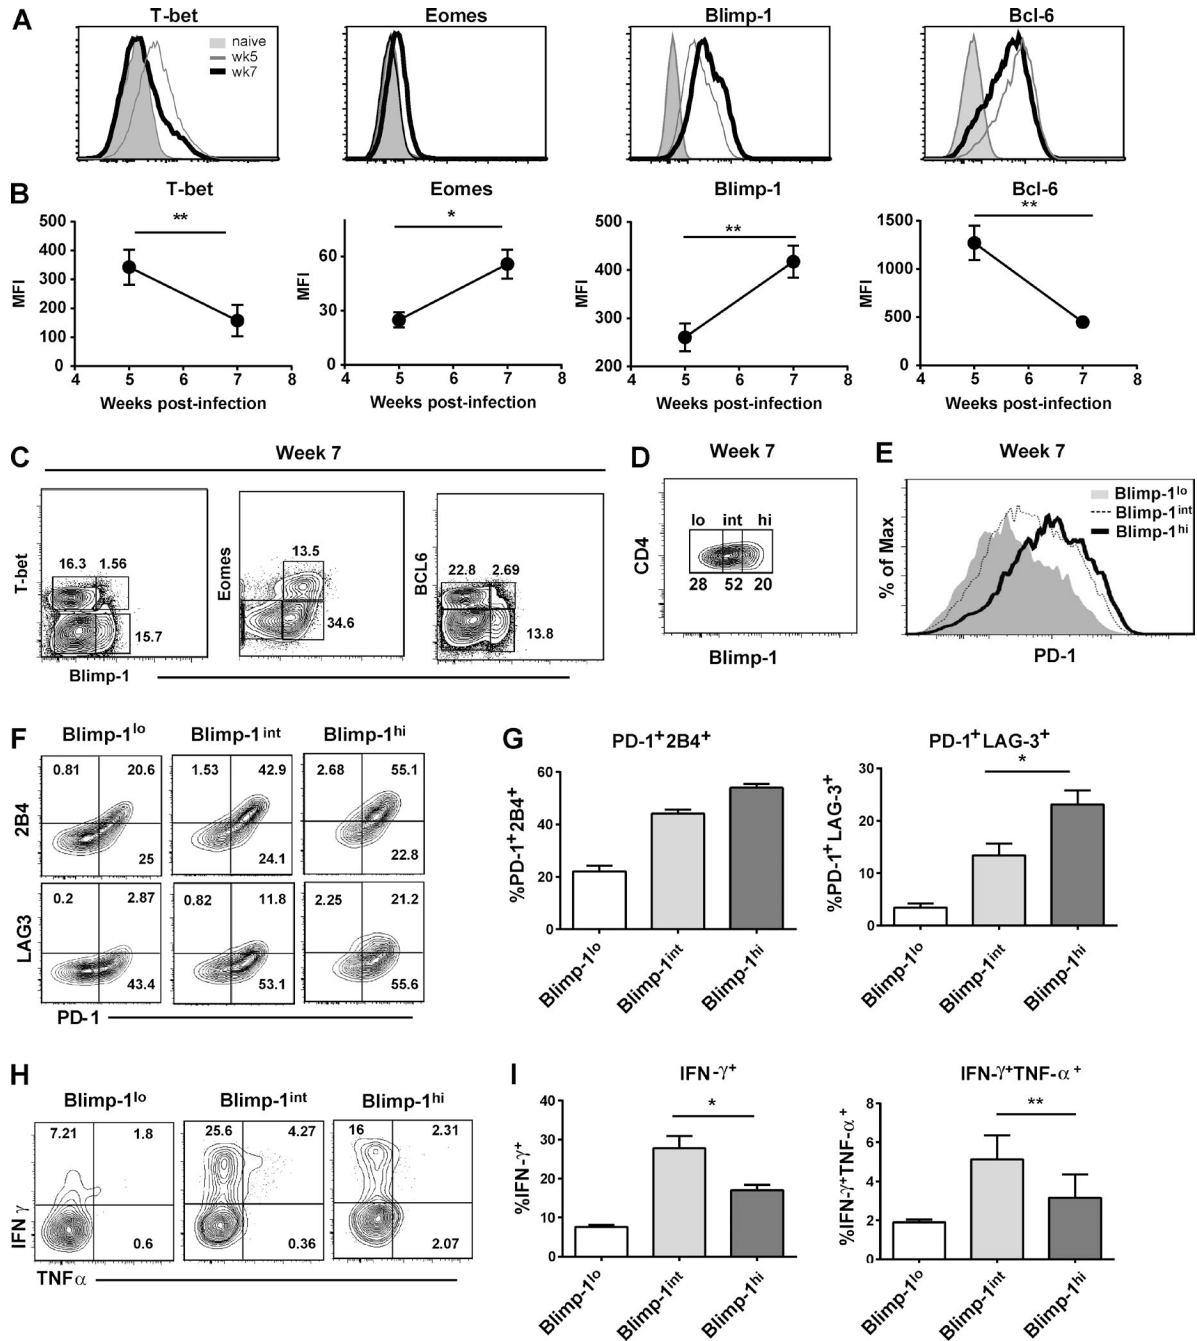 A
T-bet Eomes Blimp-1 Bcl-6
naive
wk5
wk7
B
T-bet Eomes Blimp-1 Bcl-6
** * ** **
MFI MFI MFI MFI
500 400 300 200 100 0
60 30 0
500 400 300 200
1500 1000 500 0
4 5 6 7 8 4 5 6 7 8 4 5 6 7 8 4 5 6 7 8
Weeks post-infection Weeks post-infection Weeks post-infection Weeks post-infection
C
Week 7
T-bet
16.3 1.56
15.7
Eomes
13.5
34.6
BCL6
22.8 2.69
13.8
Blimp-1
D
Week 7
CD4
lo int hi
28 52 20
Blimp-1
E
Week 7
% of Max
Blimp-1lo
Blimp-1int
Blimp-1hi
PD-1
F
Blimp-1lo Blimp-1int Blimp-1hi
2B4
0.81 20.6 1.53 42.9 2.68 55.1
25 24.1 22.8
LAG3
0.2 2.87 0.82 11.8 2.25 21.2
43.4 53.1 55.6
PD-1
G
PD-1+2B4+
%PD-1+2B4+
60
40
20
0
Blimp-1lo Blimp-1int Blimp-1hi
PD-1+LAG-3+
*
%PD-1+LAG-3+
30
20
10
0
Blimp-1lo Blimp-1int Blimp-1hi
H
Blimp-1lo Blimp-1int Blimp-1hi
IFN γ
7.21 1.8 25.6 4.27 16 2.31
0.6 0.36 2.07
TNFα
I
IFN-γ+
*
%IFN-γ+
40
30
20
10
0
Blimp-1lo Blimp-1int Blimp-1hi
IFN-γ+TNF-α+
**
%IFN-γ+TNF-α+
8
6
4
2
0
Blimp-1lo Blimp-1int Blimp-1hi